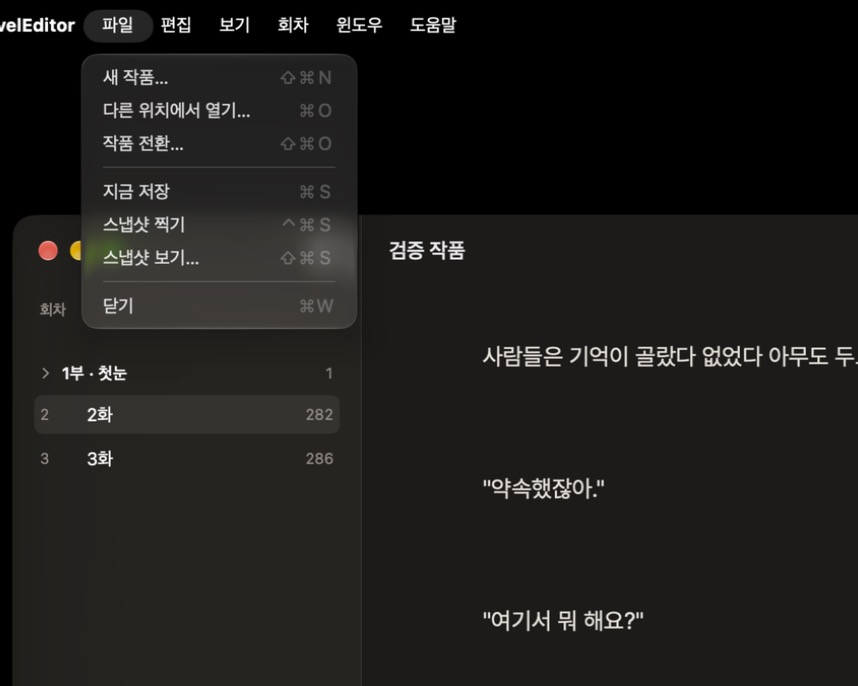 velEditor 파일 편집 보기 회차 윈도우 도움말
새 작품... ⇧⌘N
다른 위치에서 열기... ⌘O
작품 전환... ⇧⌘O
지금 저장 ⌘S
스냅샷 찍기 ^⌘S
스냅샷 보기... ⇧⌘S
닫기 ⌘W
회차
1부 · 첫눈 1
2 2화 282
3 3화 286
검증 작품
사람들은 기억이 골랐다 없었다 아무도 두
"약속했잖아."
"여기서 뭐 해요?"